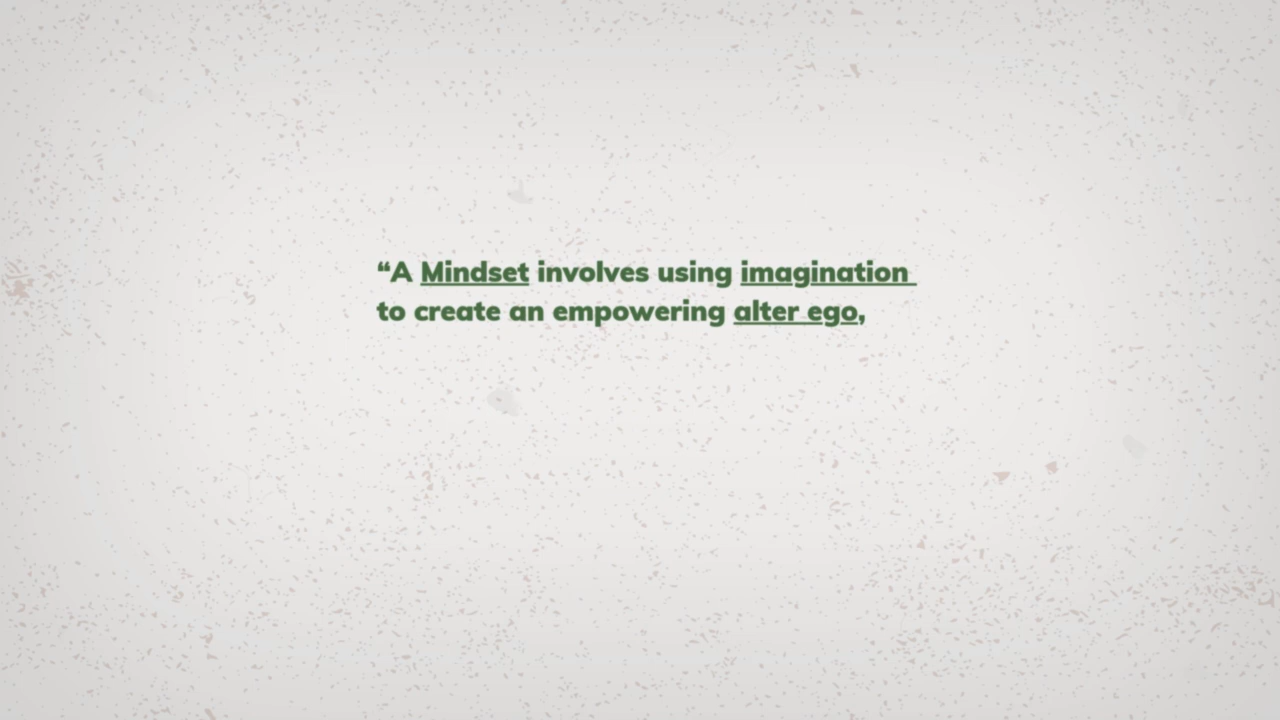 “A Mindset involves using imagination
to create an empowering alter ego,